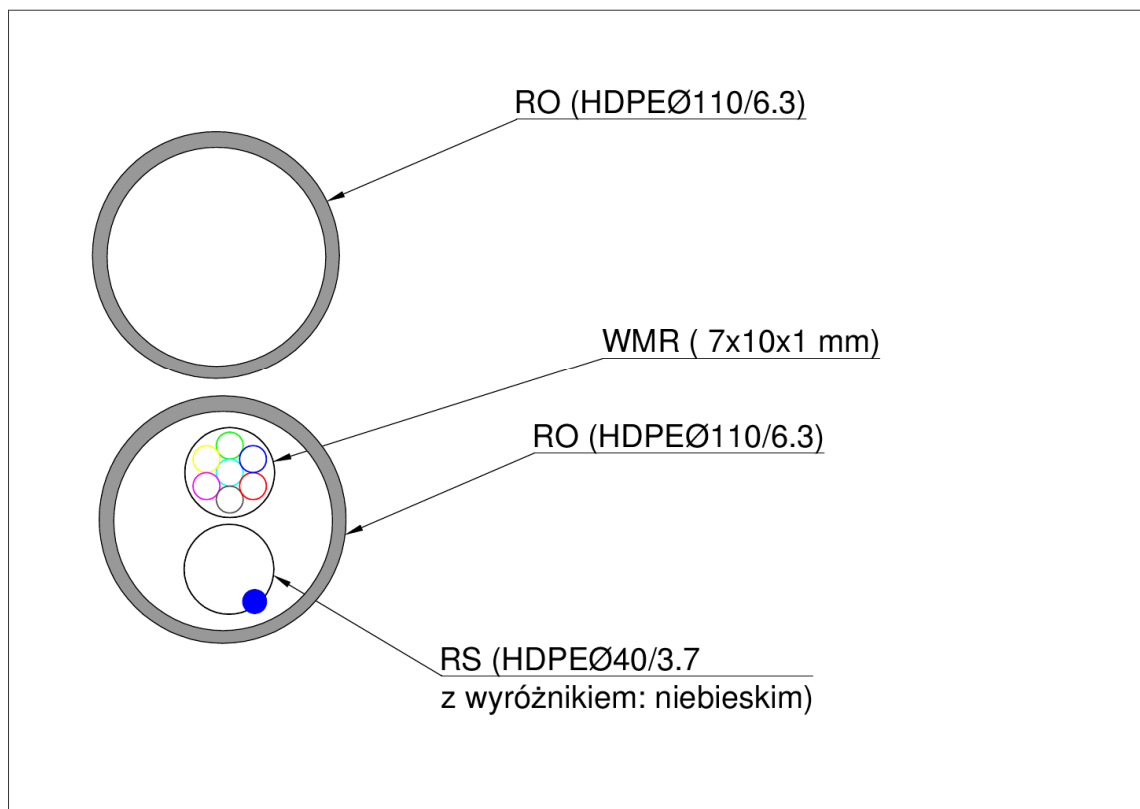 RO (HDPEØ110/6.3)
WMR ( 7x10x1 mm)
RO (HDPEØ110/6.3)
RS (HDPEØ40/3.7
z wyróżnikiem: niebieskim)